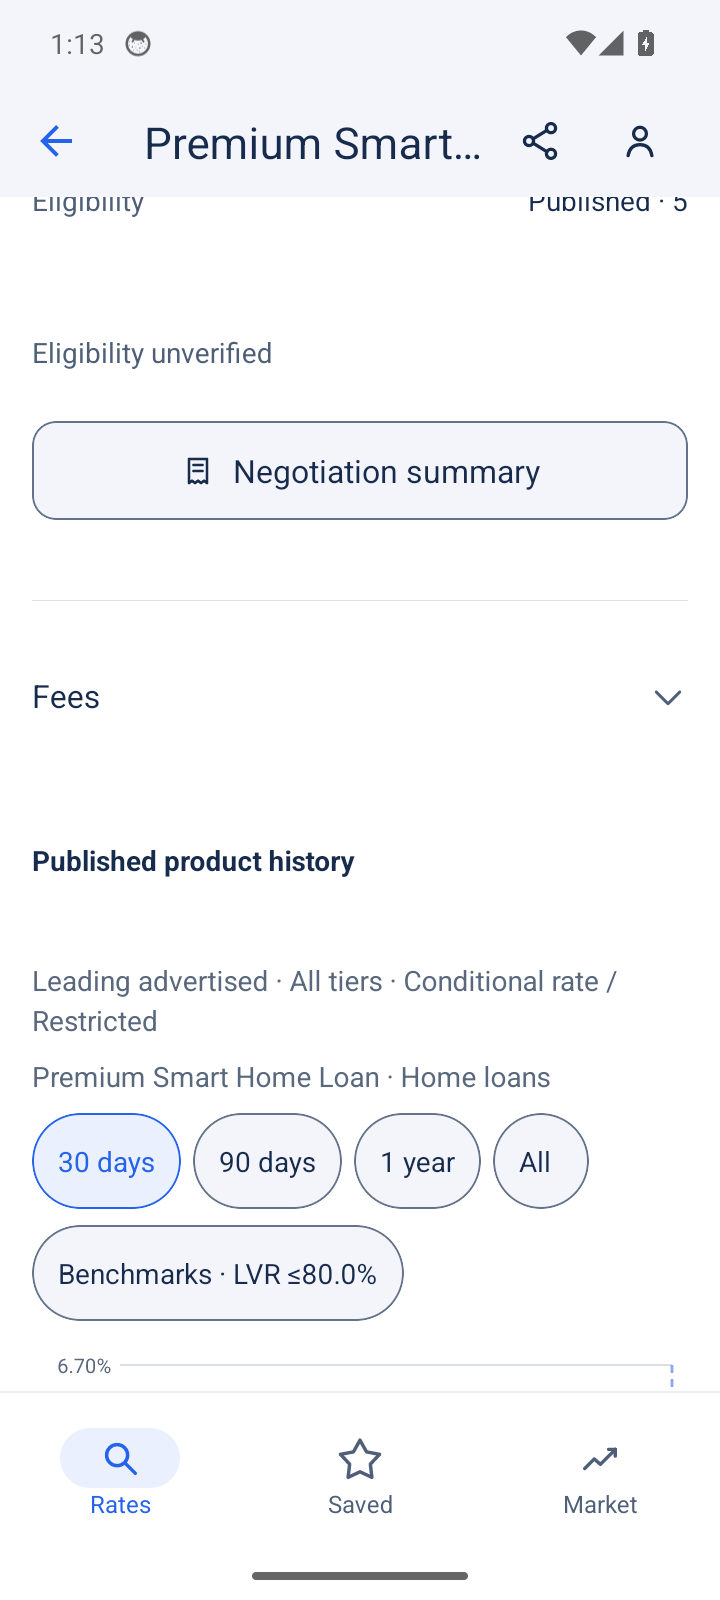 1:13
Premium Smart...
Eligibility
Published · 5
Eligibility unverified
Negotiation summary
Fees
Published product history
Leading advertised · All tiers · Conditional rate /
Restricted
Premium Smart Home Loan · Home loans
30 days
90 days
1 year
All
Benchmarks · LVR ≤80.0%
6.70%
Rates
Saved
Market